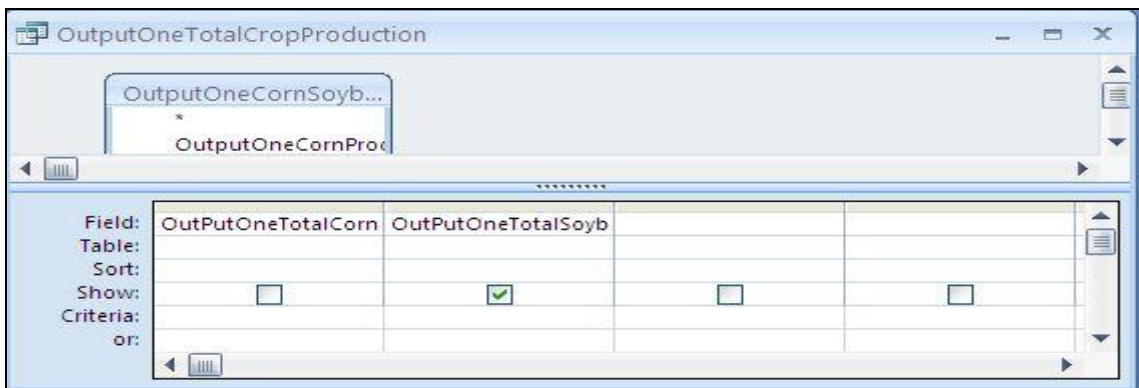 OutputOneTotalCropProduction
OutputOneCornSoyb...
*
OutputOneCornProd
Field: OutPutOneTotalCorn OutPutOneTotalSoyb
Table:
Sort:
Show:
Criteria:
or: